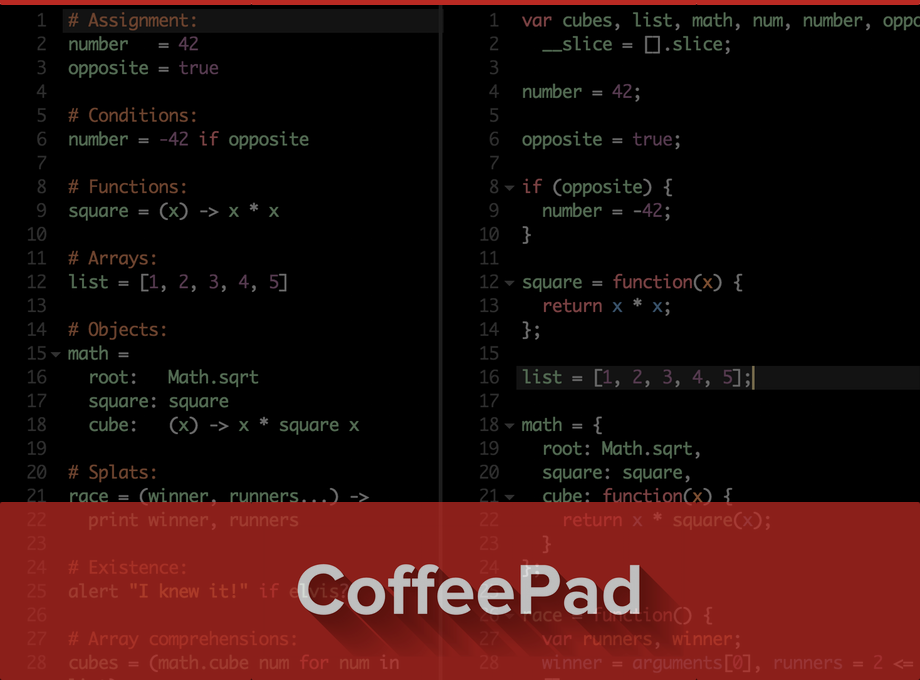 1 # Assignment:
2 number   = 42
3 opposite = true
4
5 # Conditions:
6 number = -42 if opposite
7
8 # Functions:
9 square = (x) -> x * x
10
11 # Arrays:
12 list = [1, 2, 3, 4, 5]
13
14 # Objects:
15 math =
16   root:   Math.sqrt
17   square: square
18   cube:   (x) -> x * square x
19
20 # Splats:
21 race = (winner, runners...) ->
22   print winner, runners
23
24 # Existence:
25 alert "I knew it!" if elvis?
26
27 # Array comprehensions:
28 cubes = (math.cube num for num in
1 var cubes, list, math, num, number, oppo
2   __slice = [].slice;
3
4 number = 42;
5
6 opposite = true;
7
8 if (opposite) {
9   number = -42;
10 }
11
12 square = function(x) {
13   return x * x;
14 };
15
16 list = [1, 2, 3, 4, 5];
17
18 math = {
19   root: Math.sqrt,
20   square: square,
21   cube: function(x) {
22     return x * square(x);
23   }
24 };
25
26 race = function() {
27   var runners, winner;
28   winner = arguments[0], runners = 2 <=
CoffeePad